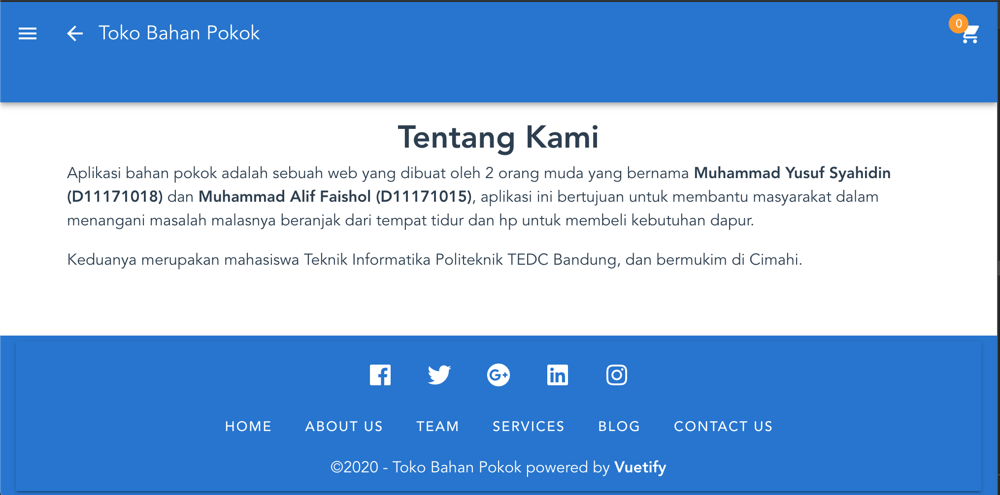 Toko Bahan Pokok
0
Tentang Kami
Aplikasi bahan pokok adalah sebuah web yang dibuat oleh 2 orang muda yang bernama Muhammad Yusuf Syahidin
(D11171018) dan Muhammad Alif Faishol (D11171015), aplikasi ini bertujuan untuk membantu masyarakat dalam
menangani masalah malasnya beranjak dari tempat tidur dan hp untuk membeli kebutuhan dapur.
Keduanya merupakan mahasiswa Teknik Informatika Politeknik TEDC Bandung, dan bermukim di Cimahi.
HOME ABOUT US TEAM SERVICES BLOG CONTACT US
©2020 - Toko Bahan Pokok powered by Vuetify